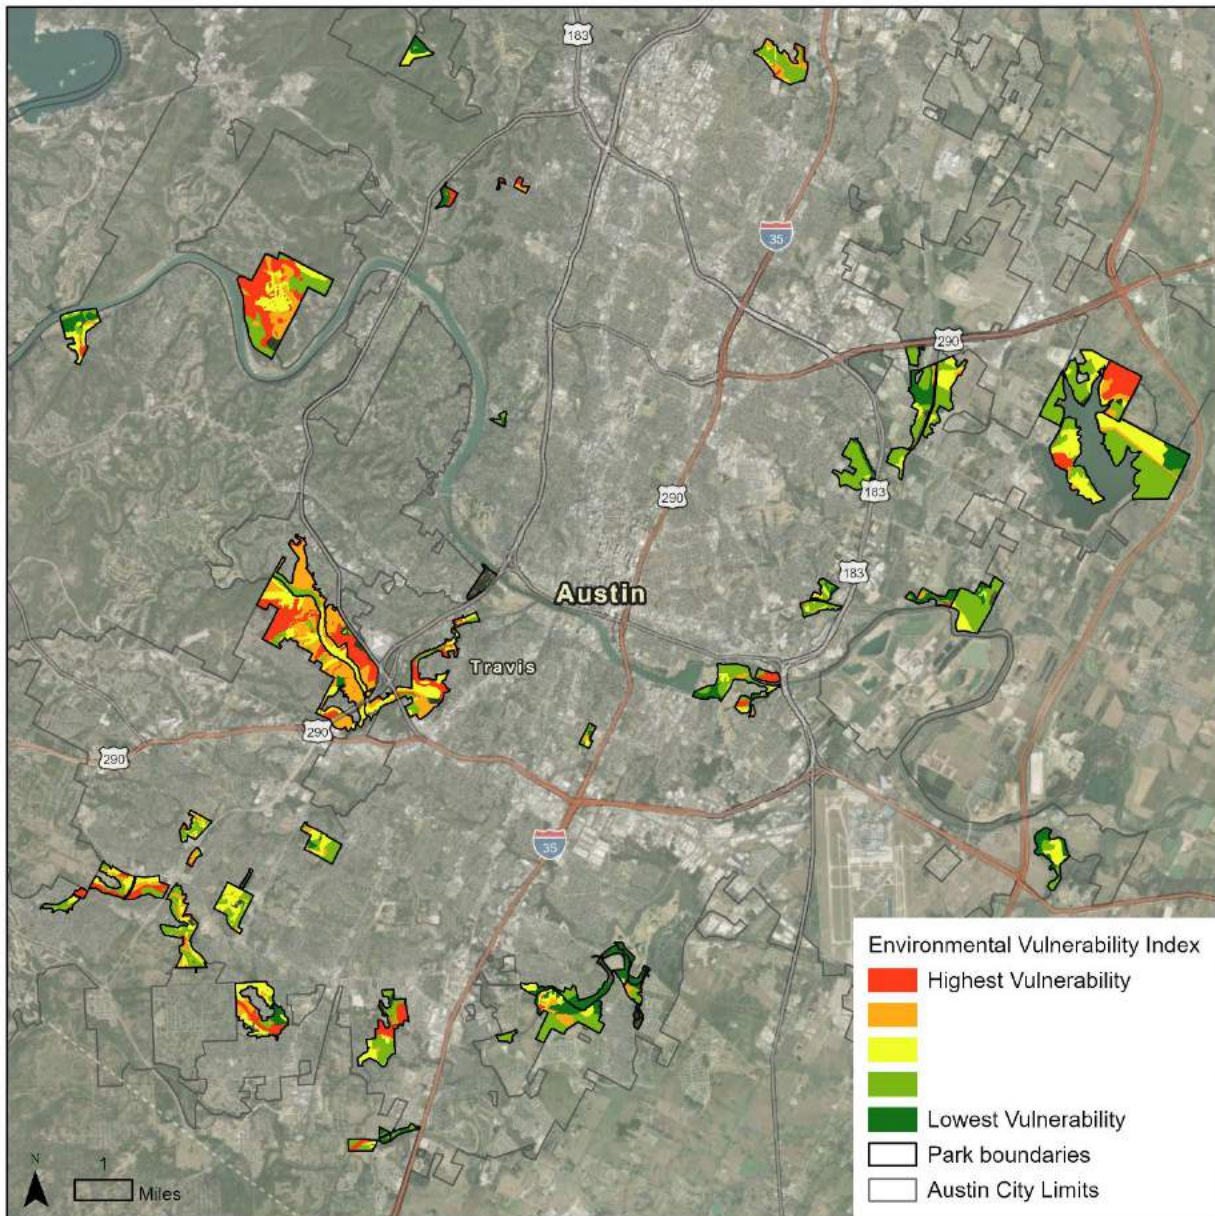 183
35
290
290
183
183
Austin
Travis
290
290
35
Environmental Vulnerability Index
Highest Vulnerability
Lowest Vulnerability
Park boundaries
Austin City Limits
N
1
Miles